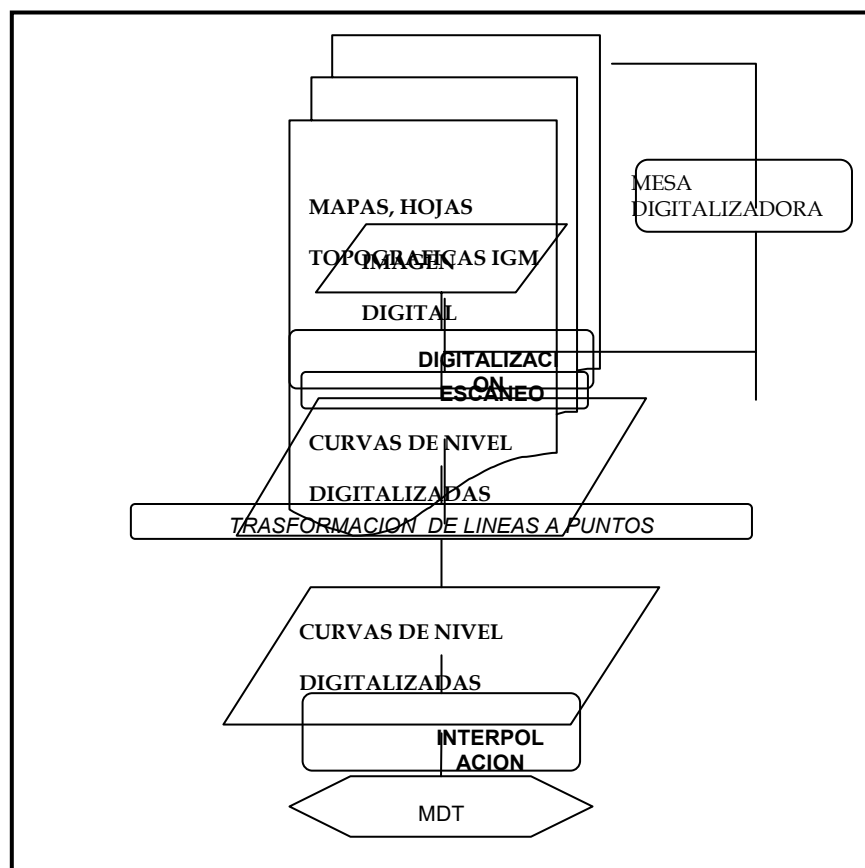 MESA
DIGITALIZADORA
MAPAS, HOJAS
TOPOGRAFICAS IGM
IMAGEN
DIGITAL
DIGITALIZACI
ON
ESCANEO
CURVAS DE NIVEL
DIGITALIZADAS
TRASFORMACION DE LINEAS A PUNTOS
CURVAS DE NIVEL
DIGITALIZADAS
INTERPOL
ACION
MDT